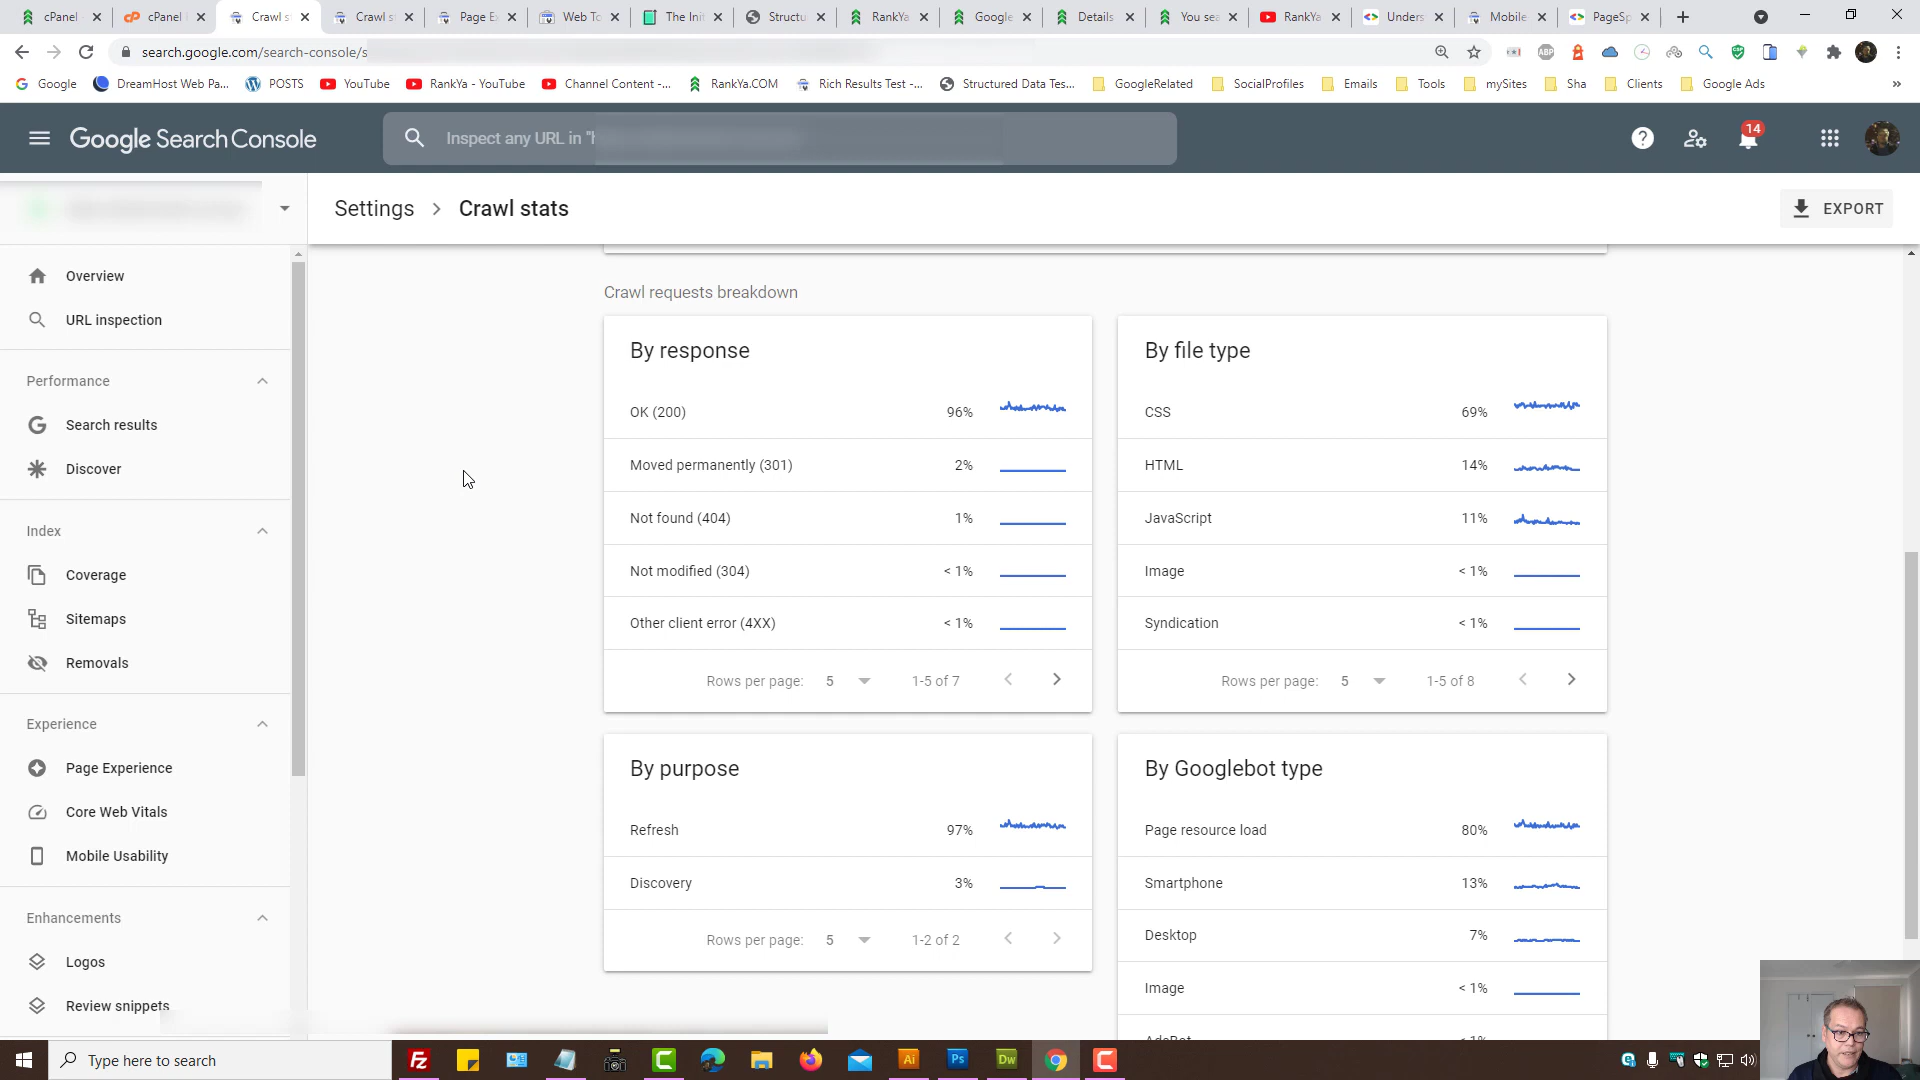 cPanel
cPanel
Crawl s
Crawl st
Page Ex
Web To
The Init
Structu
RankYa
Google
Details
You sea
RankYa
Unders
Mobile
PageSp
search.google.com/search-console/s
Google
DreamHost Web Pa...
POSTS
YouTube
RankYa - YouTube
Channel Content -...
RankYa.COM
Rich Results Test -...
Structured Data Tes...
GoogleRelated
SocialProfiles
Emails
Tools
mySites
Sha
Clients
Google Ads
Google Search Console
Inspect any URL in "h
14
Settings > Crawl stats
EXPORT
Overview
URL inspection
Performance
Search results
Discover
Index
Coverage
Sitemaps
Removals
Experience
Page Experience
Core Web Vitals
Mobile Usability
Enhancements
Logos
Review snippets
Crawl requests breakdown
By response
OK (200) 96%
Moved permanently (301) 2%
Not found (404) 1%
Not modified (304) < 1%
Other client error (4XX) < 1%
Rows per page: 5 1-5 of 7
By file type
CSS 69%
HTML 14%
JavaScript 11%
Image < 1%
Syndication < 1%
Rows per page: 5 1-5 of 8
By purpose
Refresh 97%
Discovery 3%
Rows per page: 5 1-2 of 2
By Googlebot type
Page resource load 80%
Smartphone 13%
Desktop 7%
Image < 1%
Type here to search